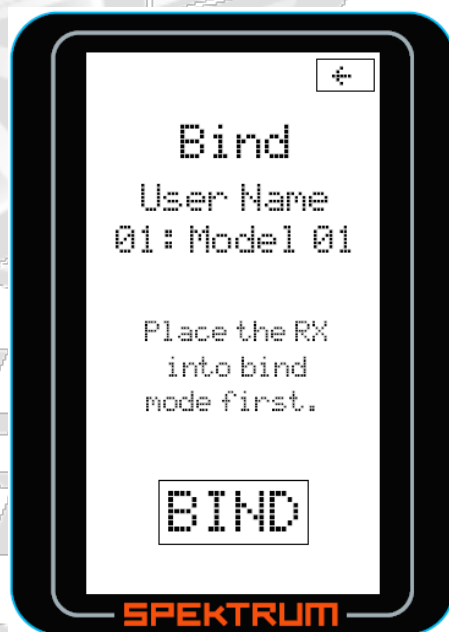 Bind
User Name
01: Model 01
Place the RX
into bind
mode first.
BIND
SPEKTRUM